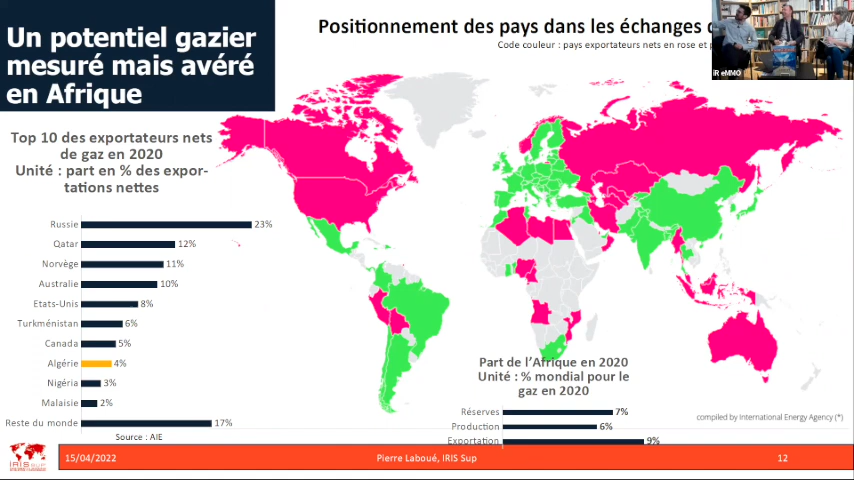 Un potentiel gazier
mesuré mais avéré
en Afrique
Positionnement des pays dans les échanges
Code couleur : pays exportateurs nets en rose et
IR eMMO
Top 10 des exportateurs nets
de gaz en 2020
Unité : part en % des expor-
tations nettes
Russie 23%
Qatar 12%
Norvège 11%
Australie 10%
Etats-Unis 8%
Turkménistan 6%
Canada 5%
Algérie 4%
Nigéria 3%
Malaisie 2%
Reste du monde 17%
Source : AIE
Part de l’Afrique en 2020
Unité : % mondial pour le
gaz en 2020
Réserves 7%
Production 6%
Exportation 9%
compiled by International Energy Agency (*)
IRIS sup
15/04/2022
Pierre Laboué, IRIS Sup
12